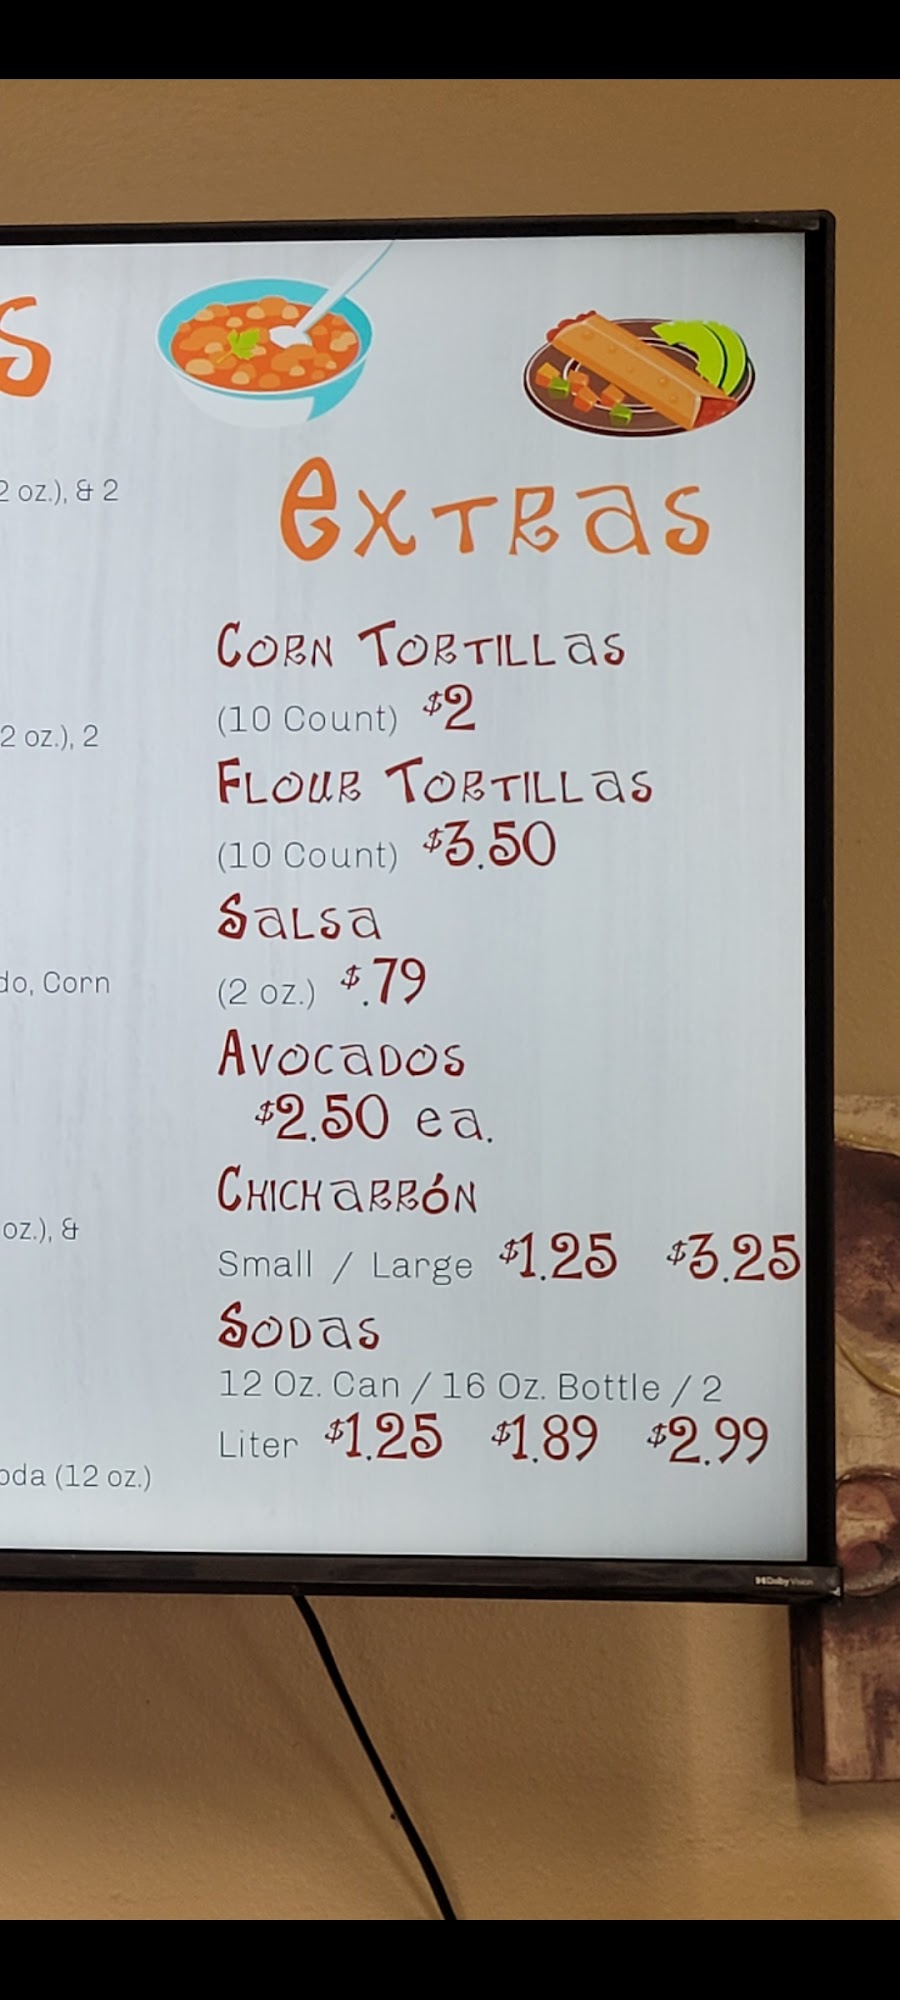 s
2 oz.), & 2
2 oz.), 2
do, Corn
oz.), &
oda (12 oz.)
extras
Corn Tortillas
(10 Count) $2
Flour Tortillas
(10 Count) $3.50
Salsa
(2 oz.) $.79
Avocados
$2.50 ea.
Chicharrón
Small / Large $1.25 $3.25
Sodas
12 Oz. Can / 16 Oz. Bottle / 2
Liter $1.25 $1.89 $2.99
Dolby Vision